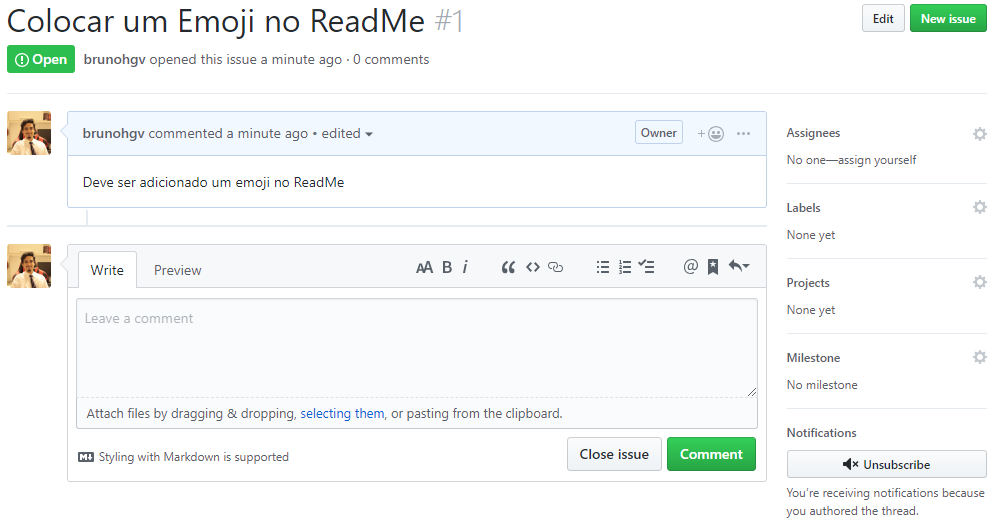 Colocar um Emoji no ReadMe #1
Edit
New issue
Open
brunohgv opened this issue a minute ago · 0 comments
brunohgv commented a minute ago • edited
Owner
Deve ser adicionado um emoji no ReadMe
Write
Preview
AA B i
Leave a comment
Attach files by dragging & dropping, selecting them, or pasting from the clipboard.
Styling with Markdown is supported
Close issue
Comment
Assignees
No one—assign yourself
Labels
None yet
Projects
None yet
Milestone
No milestone
Notifications
Unsubscribe
You're receiving notifications because
you authored the thread.